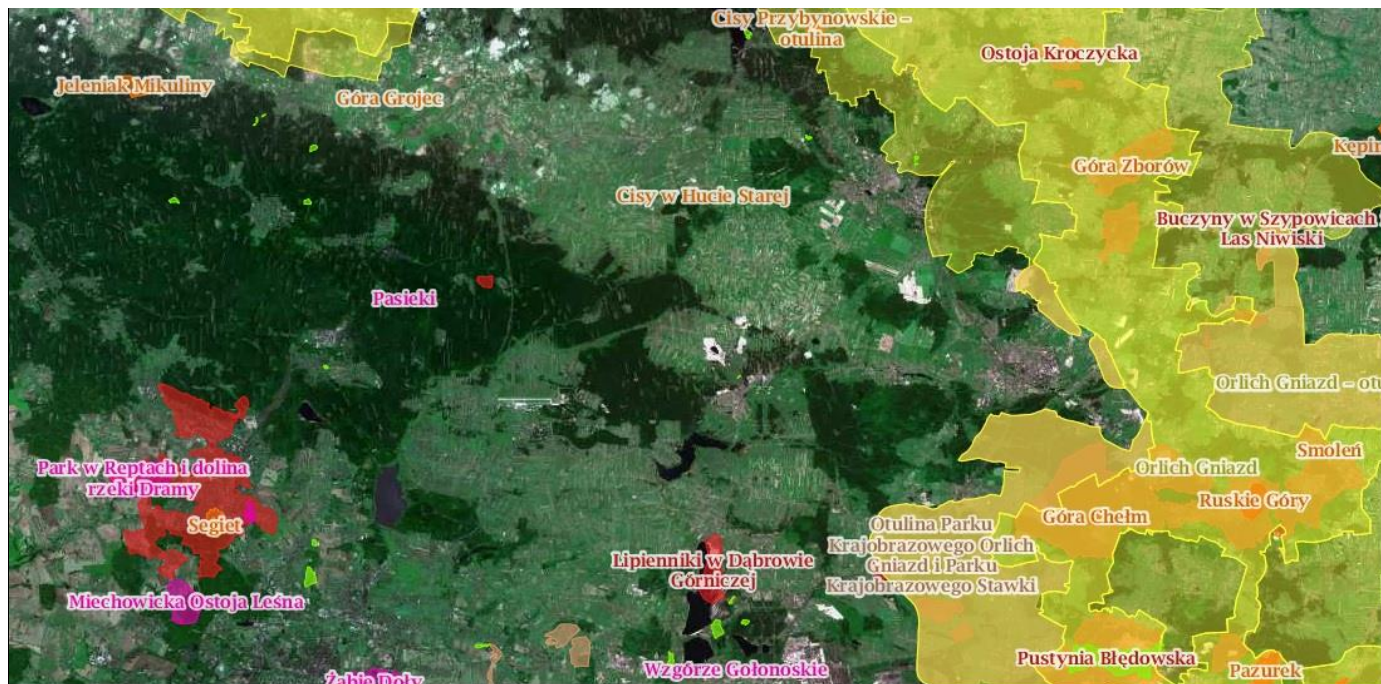 Cisy Przybynowskie –
otulina
Ostoja Kroczycka
Jeleniak Mikuliny
Góra Grojec
Góra Zborów
Cisy w Hucie Starej
Buczyny w Szypowicach
Las Niwiski
Pasieki
Orlich Gniazd – otu
Smoleń
Park w Reptach i dolina
rzeki Dramy
Orlich Gniazd
Ruskie Góry
Segiet
Góra Chełm
Otulina Parku
Krajobrazowego Orlich
Gniazd i Parku
Krajobrazowego Stawki
Lipienniki w Dąbrowie
Górniczej
Miechowicka Ostoja Leśna
Pustynia Błędowska
Wzgórze Gołonoskie
Pazurek
Żabie Doły